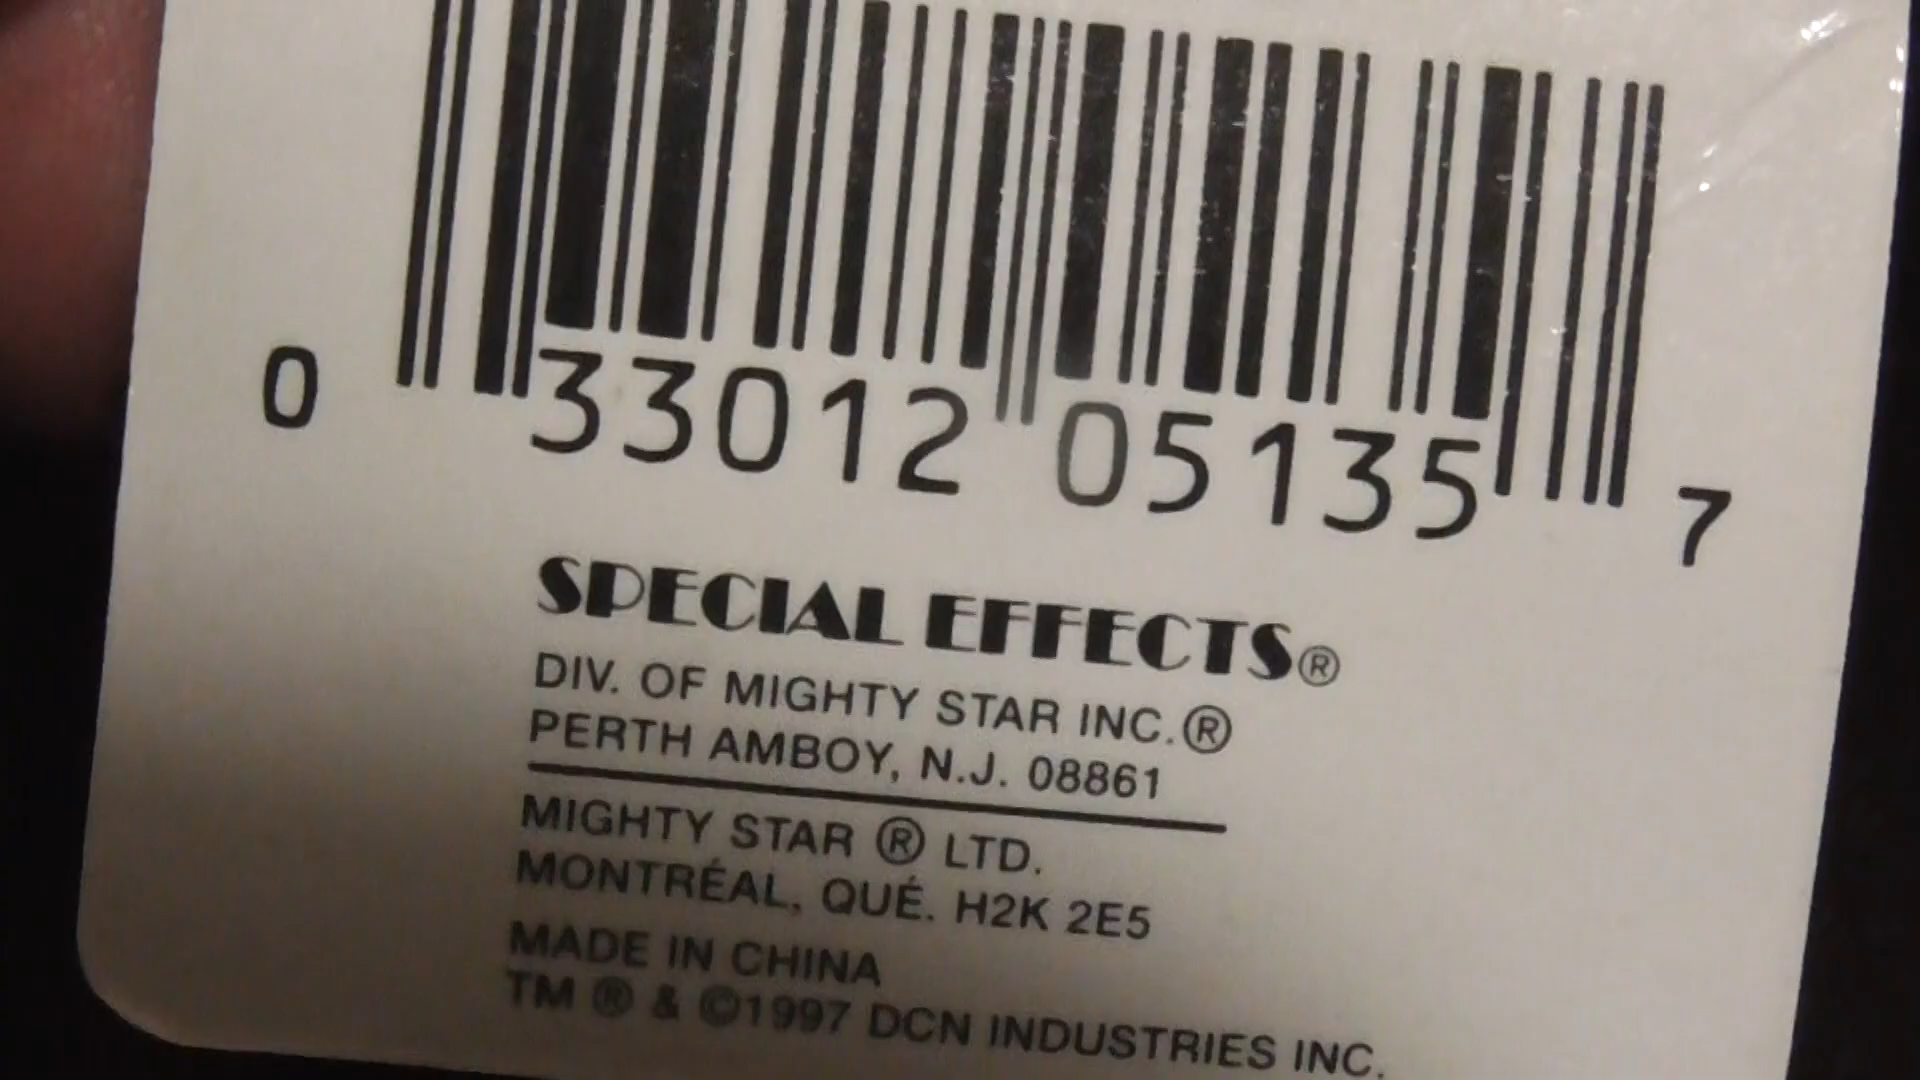 0 33012 05135 7
SPECIAL EFFECTS®
DIV. OF MIGHTY STAR INC.®
PERTH AMBOY, N.J. 08861
MIGHTY STAR ® LTD.
MONTRÉAL, QUÉ. H2K 2E5
MADE IN CHINA
TM ® & ©1997 DCN INDUSTRIES INC.